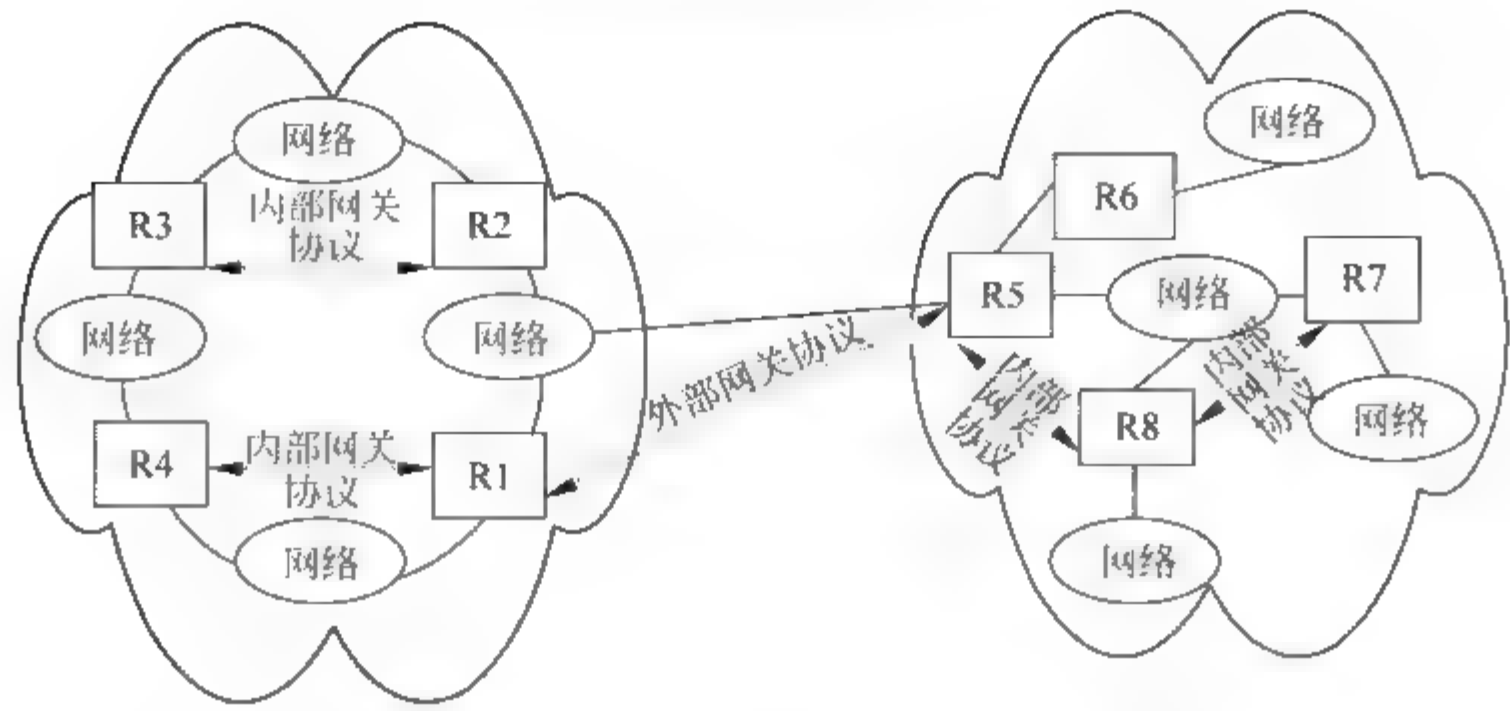 网络
R3
内部网关
协议
R2
网络
网络
R4
内部网关
协议
R1
网络
外部网关协议
网络
R6
R5
网络
R7
内部
网关
协议
内部
网关
协议
R8
网络
网络